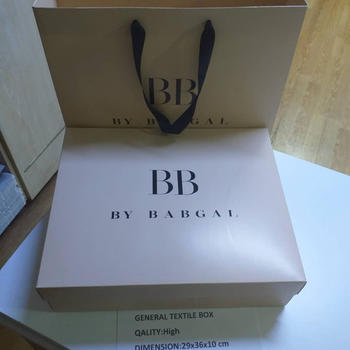 BB
BY BABGAL
BB
BY BABGAL
GENERAL TEXTILE BOX
QALITY:High
DIMENSION:29x36x10 cm